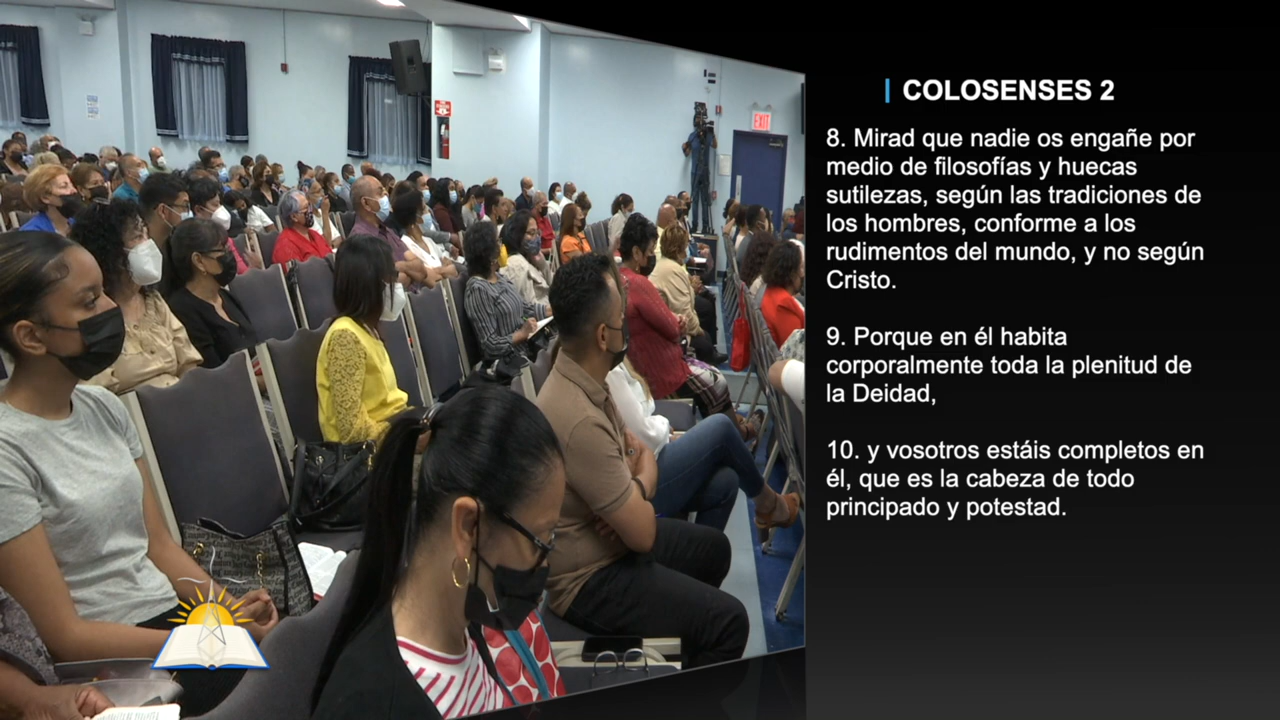 COLOSENSES 2
8. Mirad que nadie os engañe por
medio de filosofías y huecas
sutilezas, según las tradiciones de
los hombres, conforme a los
rudimentos del mundo, y no según
Cristo.
9. Porque en él habita
corporalmente toda la plenitud de
la Deidad,
10. y vosotros estáis completos en
él, que es la cabeza de todo
principado y potestad.
EXIT